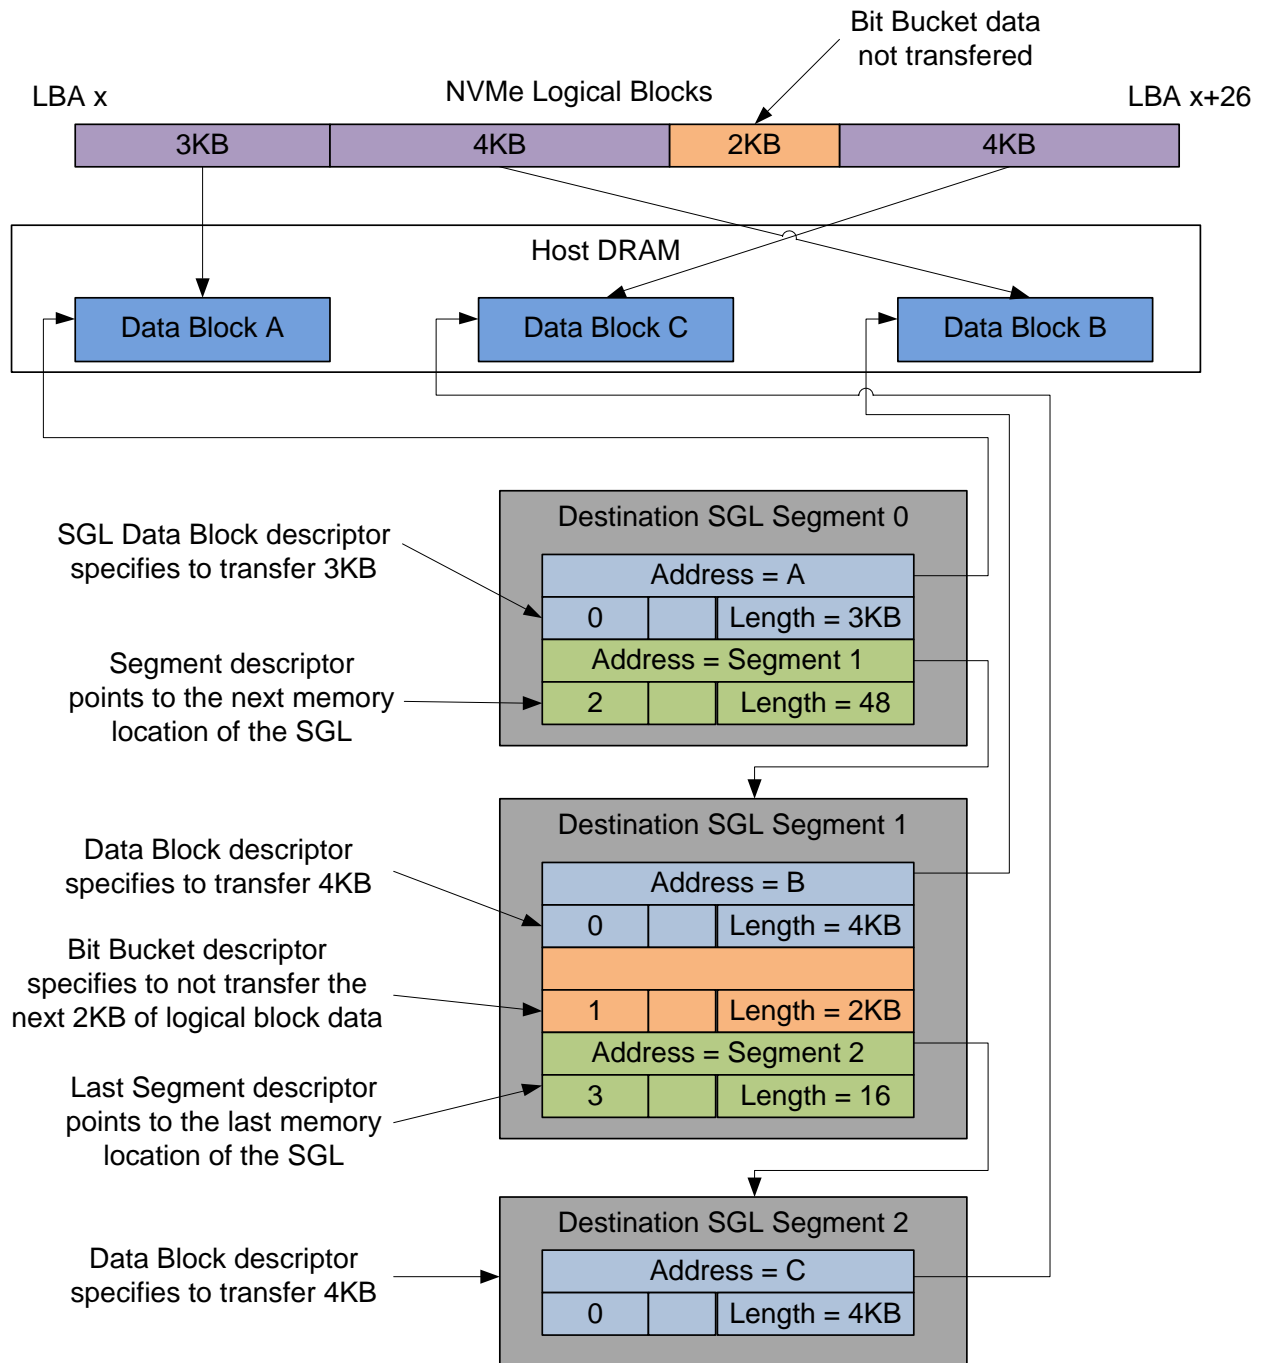 Bit Bucket data
not transfered
LBA x
NVMe Logical Blocks
LBA x+26
3KB
4KB
2KB
4KB
Host DRAM
Data Block A
Data Block C
Data Block B
Destination SGL Segment 0
SGL Data Block descriptor
specifies to transfer 3KB
Address = A
0
Length = 3KB
Segment descriptor
points to the next memory
location of the SGL
Address = Segment 1
2
Length = 48
Destination SGL Segment 1
Data Block descriptor
specifies to transfer 4KB
Address = B
0
Length = 4KB
Bit Bucket descriptor
specifies to not transfer the
next 2KB of logical block data
1
Length = 2KB
Address = Segment 2
Last Segment descriptor
points to the last memory
location of the SGL
3
Length = 16
Destination SGL Segment 2
Data Block descriptor
specifies to transfer 4KB
Address = C
0
Length = 4KB